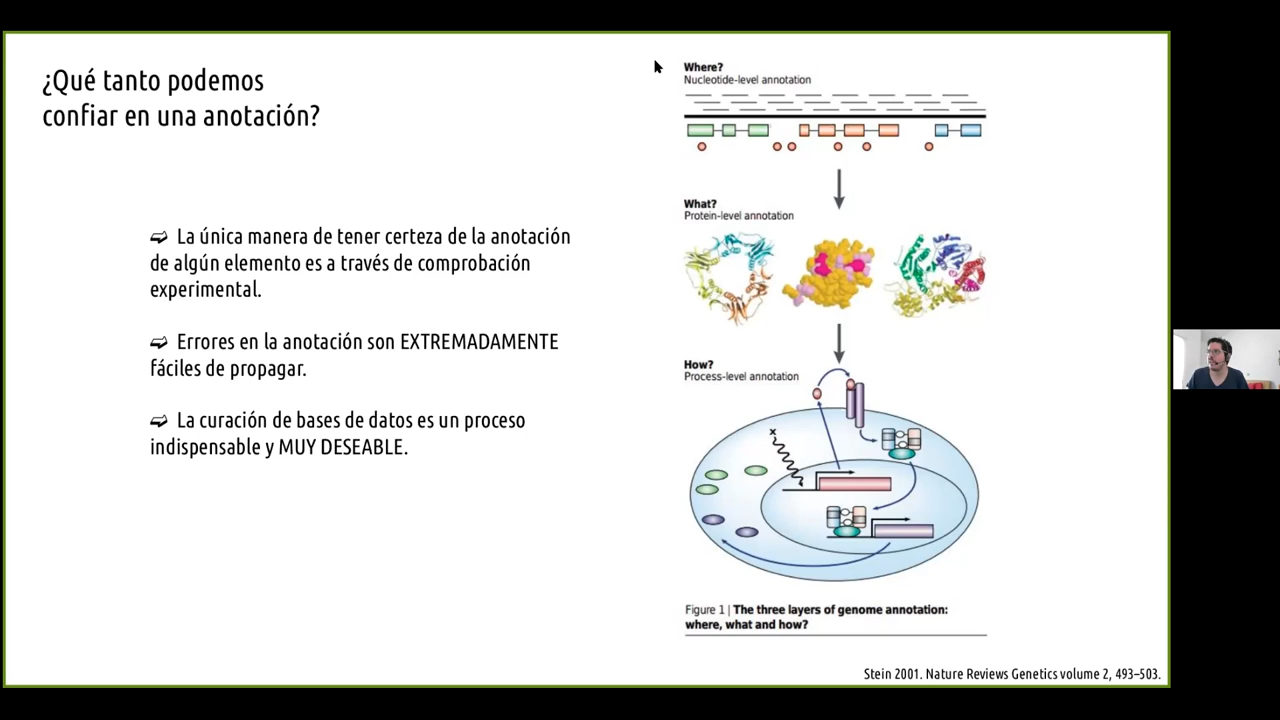 ¿Qué tanto podemos
confiar en una anotación?
➫ La única manera de tener certeza de la anotación
de algún elemento es a través de comprobación
experimental.
➫ Errores en la anotación son EXTREMADAMENTE
fáciles de propagar.
➫ La curación de bases de datos es un proceso
indispensable y MUY DESEABLE.
Where?
Nucleotide-level annotation
What?
Protein-level annotation
How?
Process-level annotation
x
Figure 1 | The three layers of genome annotation:
where, what and how?
Stein 2001. Nature Reviews Genetics volume 2, 493–503.